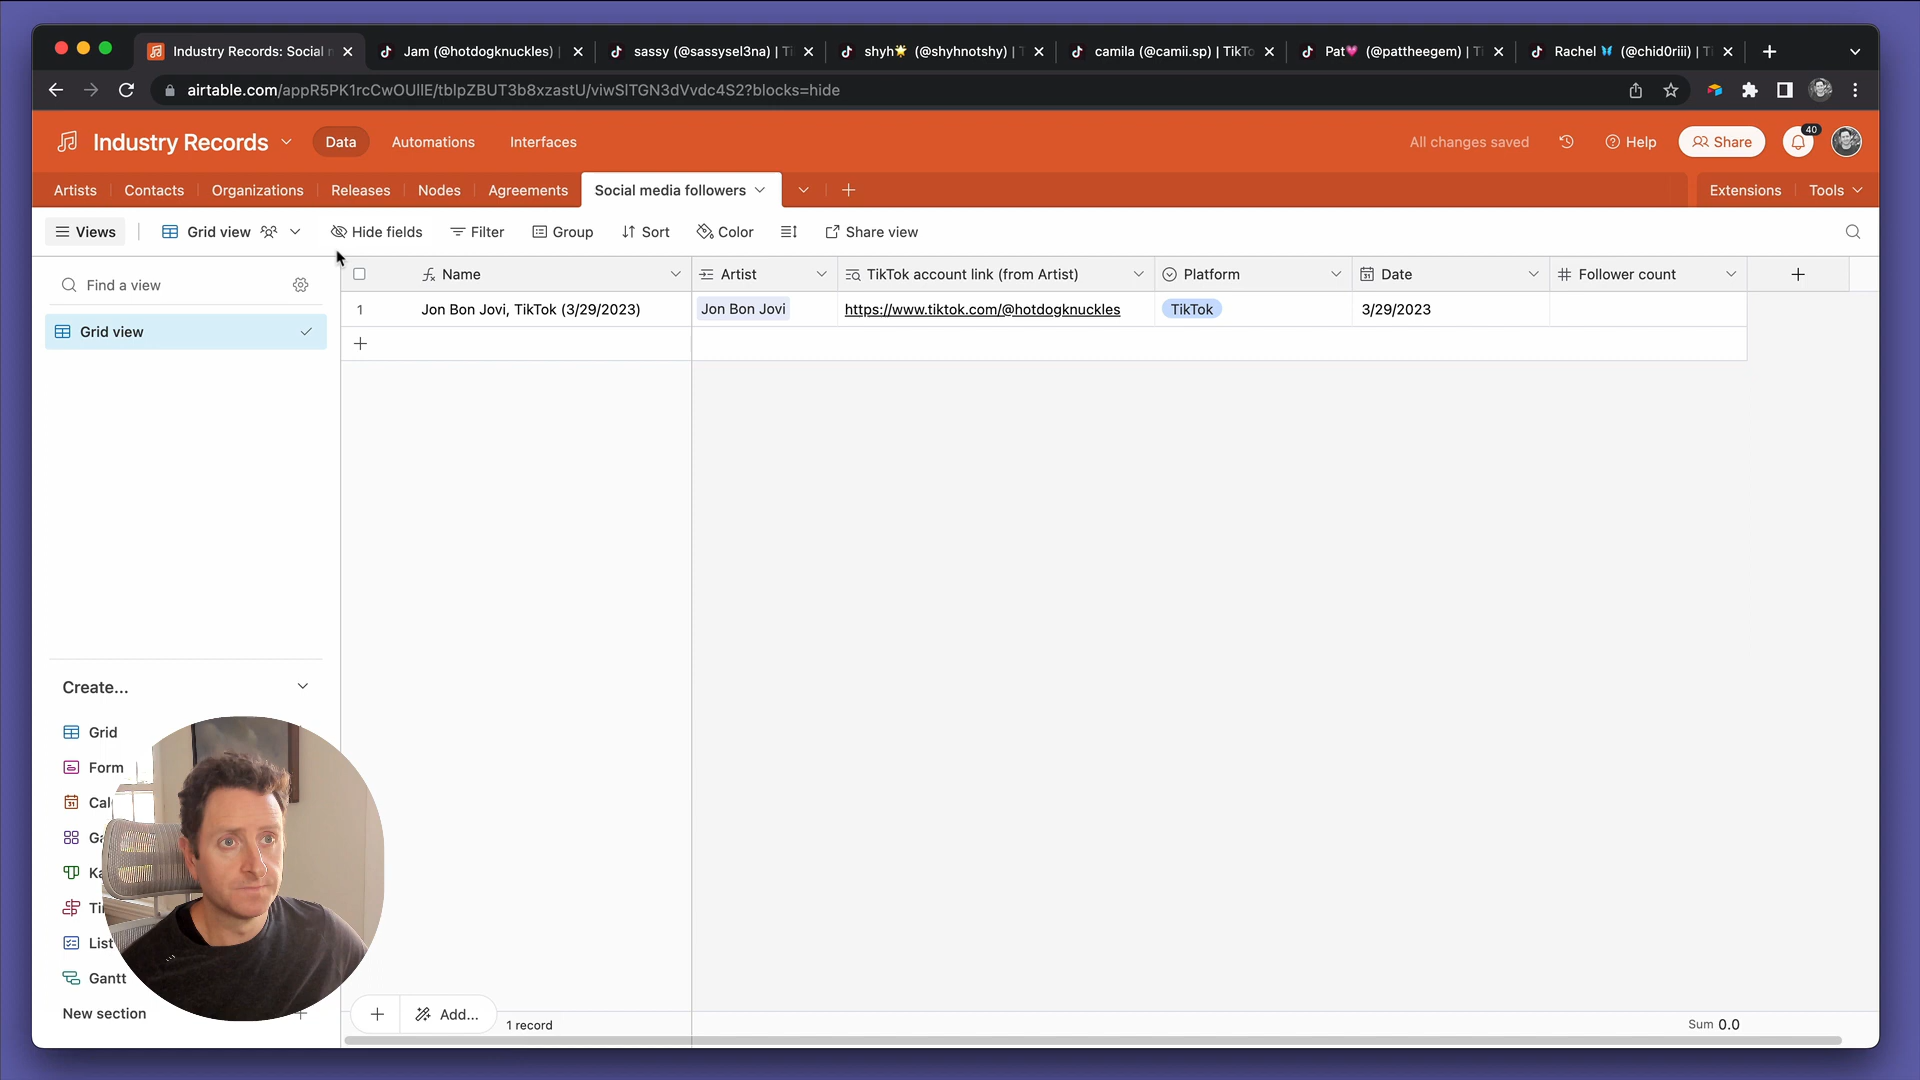 Industry Records: Social
Jam (@hotdogknuckles) |
sassy (@sassysel3na) |
shyh🌟 (@shyhnotshy) |
camila (@camii.sp) | TikTo
Pat💗 (@pattheegem) |
Rachel 🦋 (@chid0riii) |
airtable.com/appR5PK1rcCwOUllE/tblpZBUT3b8xzastU/viwSlTGN3dVvdc4S2?blocks=hide
Industry Records
Data
Automations
Interfaces
All changes saved
Help
Share
40
Artists
Contacts
Organizations
Releases
Nodes
Agreements
Social media followers
Extensions
Tools
Views
Grid view
Hide fields
Filter
Group
Sort
Color
Share view
Find a view
Name
Artist
TikTok account link (from Artist)
Platform
Date
Follower count
1
Jon Bon Jovi, TikTok (3/29/2023)
Jon Bon Jovi
https://www.tiktok.com/@hotdogknuckles
TikTok
3/29/2023
Grid view
Create...
Grid
Form
Cal
Ga
Ka
Ti
List
Gantt
New section
Add...
1 record
Sum 0.0